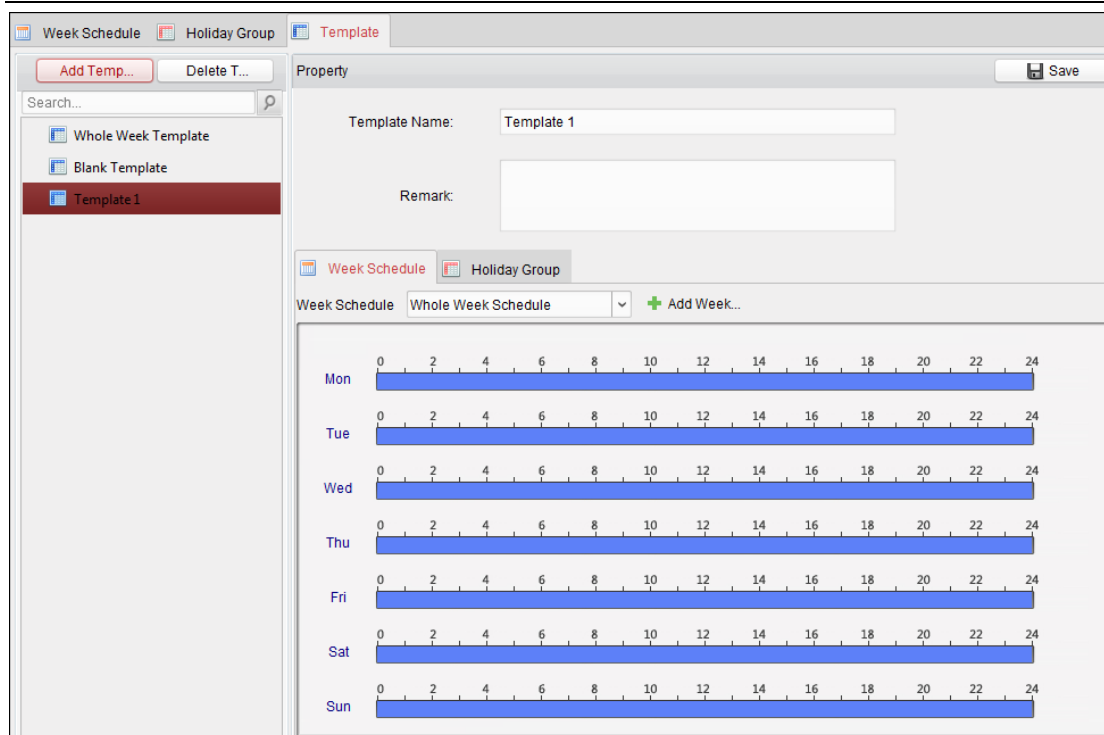 Week Schedule Holiday Group Template
Add Temp... Delete T... Property Save
Search...
Template Name: Template 1
Whole Week Template
Blank Template
Template 1
Remark:
Week Schedule Holiday Group
Week Schedule Whole Week Schedule Add Week...
0 2 4 6 8 10 12 14 16 18 20 22 24
Mon
0 2 4 6 8 10 12 14 16 18 20 22 24
Tue
0 2 4 6 8 10 12 14 16 18 20 22 24
Wed
0 2 4 6 8 10 12 14 16 18 20 22 24
Thu
0 2 4 6 8 10 12 14 16 18 20 22 24
Fri
0 2 4 6 8 10 12 14 16 18 20 22 24
Sat
0 2 4 6 8 10 12 14 16 18 20 22 24
Sun